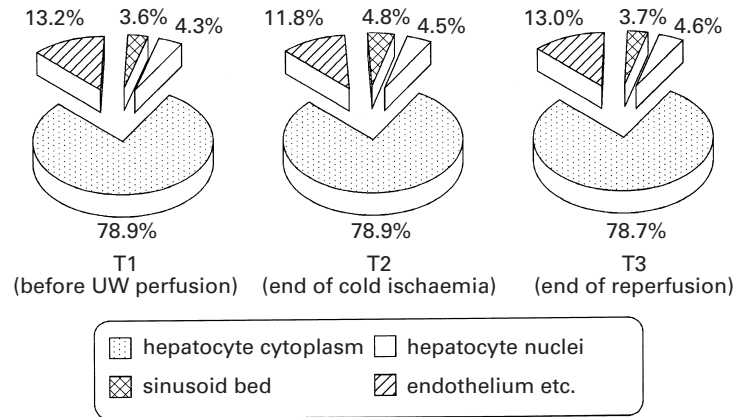 13.2% 3.6% 4.3% 11.8% 4.8% 4.5% 13.0% 3.7% 4.6%
78.9% 78.9% 78.7%
T1 T2 T3
(before UW perfusion) (end of cold ischaemia) (end of reperfusion)
hepatocyte cytoplasm hepatocyte nuclei
sinusoid bed endothelium etc.